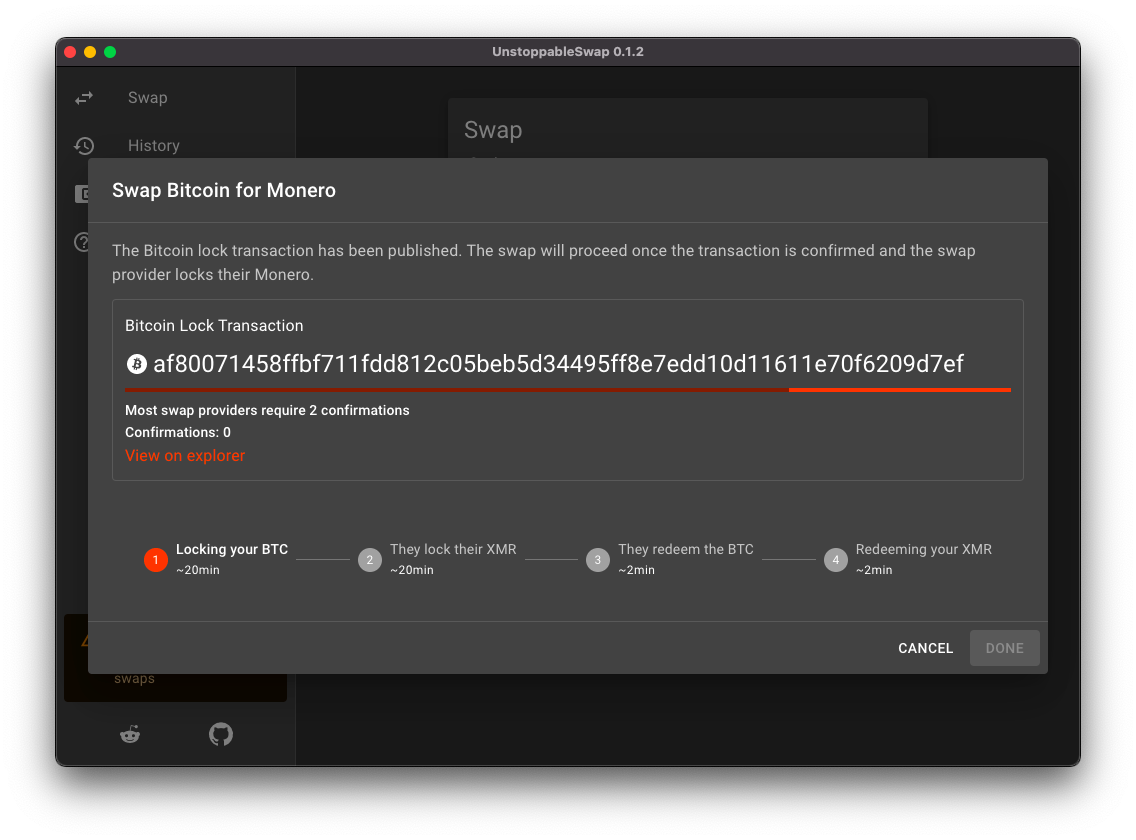 UnstoppableSwap 0.1.2
Swap
History
Swap
Swap Bitcoin for Monero
The Bitcoin lock transaction has been published. The swap will proceed once the transaction is confirmed and the swap
provider locks their Monero.
Bitcoin Lock Transaction
af80071458ffbf711fdd812c05beb5d34495ff8e7edd10d11611e70f6209d7ef
Most swap providers require 2 confirmations
Confirmations: 0
View on explorer
1 Locking your BTC
~20min
2 They lock their XMR
~20min
3 They redeem the BTC
~2min
4 Redeeming your XMR
~2min
CANCEL DONE
swaps